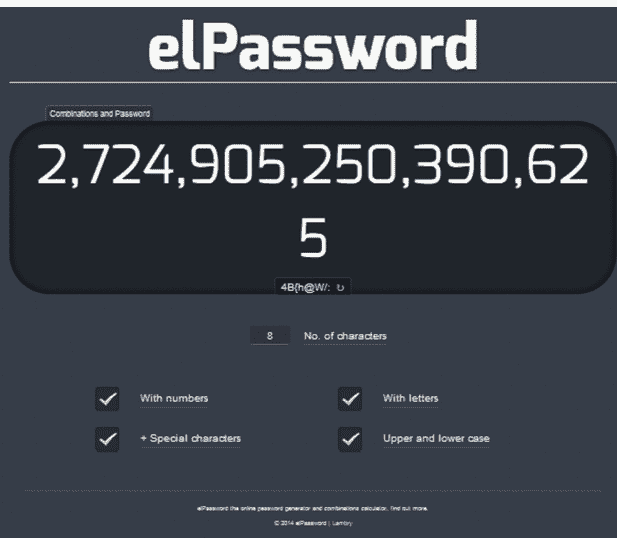 elPassword
Combinations and Password
2,724,905,250,390,62
5
4B{h@W/: ↻
8 No. of characters
With numbers With letters
+ Special characters Upper and lower case
elPassword the online password generator and combinations calculator, find out more.
© 2014 elPassword | Lambry